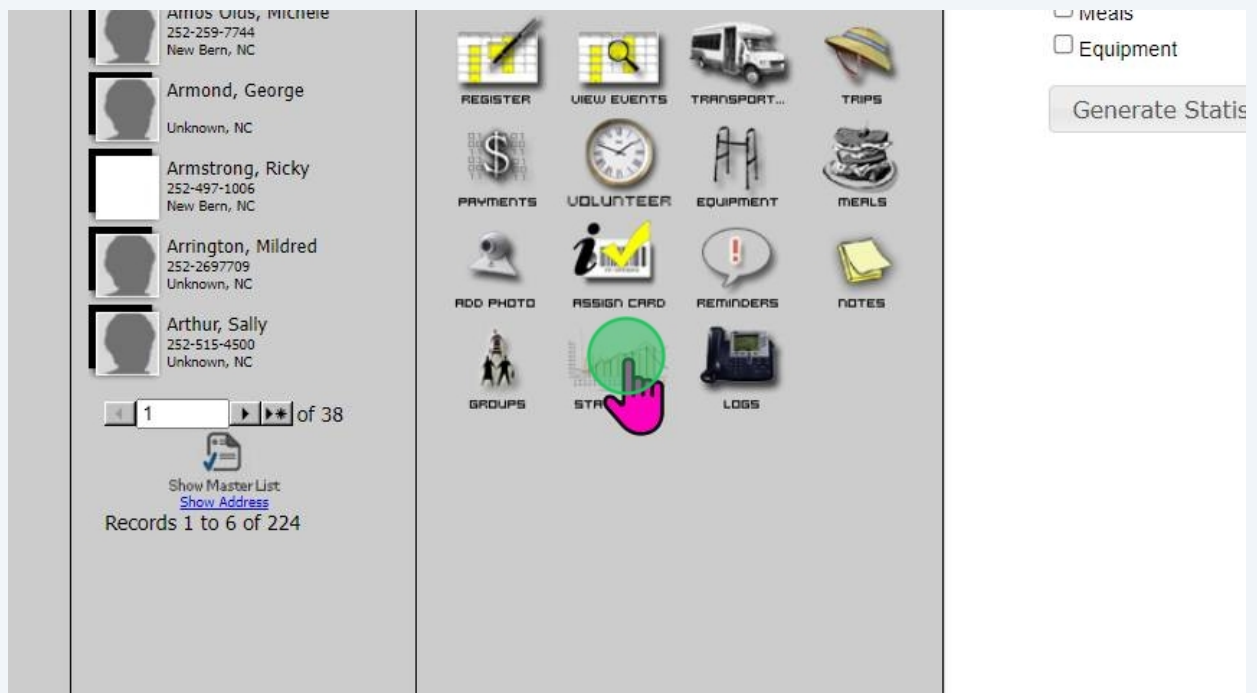 Amos Olds, Michele
252-259-7744
New Bern, NC
Armond, George
Unknown, NC
Armstrong, Ricky
252-497-1006
New Bern, NC
Arrington, Mildred
252-2697709
Unknown, NC
Arthur, Sally
252-515-4500
Unknown, NC
1 of 38
Show Master List
Show Address
Records 1 to 6 of 224
REGISTER VIEW EVENTS TRANSPORT... TRIPS
PAYMENTS VOLUNTEER EQUIPMENT MEALS
ADD PHOTO ASSIGN CARD REMINDERS NOTES
GROUPS STA LOGS
Meals
Equipment
Generate Statis